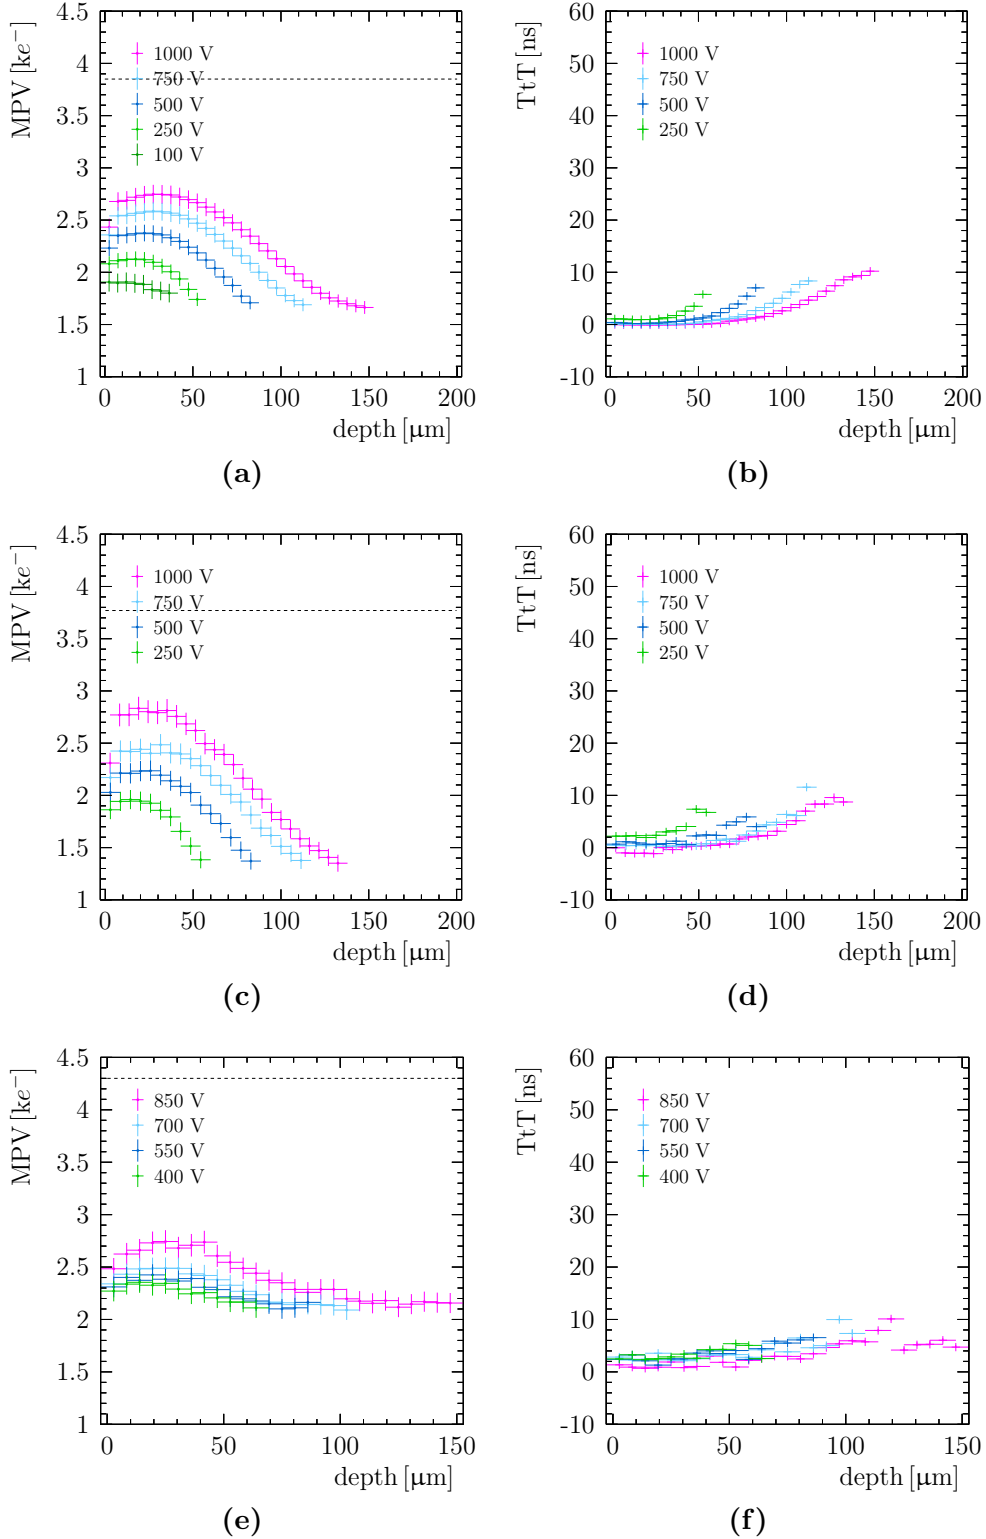 4.5
4
3.5
3
2.5
2
1.5
1
MPV [ke⁻]
1000 V
750 V
500 V
250 V
100 V
0 50 100 150 200
depth [μm]
(a)
60
50
40
30
20
10
0
-10
TtT [ns]
1000 V
750 V
500 V
250 V
0 50 100 150 200
depth [μm]
(b)
4.5
4
3.5
3
2.5
2
1.5
1
MPV [ke⁻]
1000 V
750 V
500 V
250 V
0 50 100 150 200
depth [μm]
(c)
60
50
40
30
20
10
0
-10
TtT [ns]
1000 V
750 V
500 V
250 V
0 50 100 150 200
depth [μm]
(d)
4.5
4
3.5
3
2.5
2
1.5
1
MPV [ke⁻]
850 V
700 V
550 V
400 V
0 50 100 150
depth [μm]
(e)
60
50
40
30
20
10
0
-10
TtT [ns]
850 V
700 V
550 V
400 V
0 50 100 150
depth [μm]
(f)